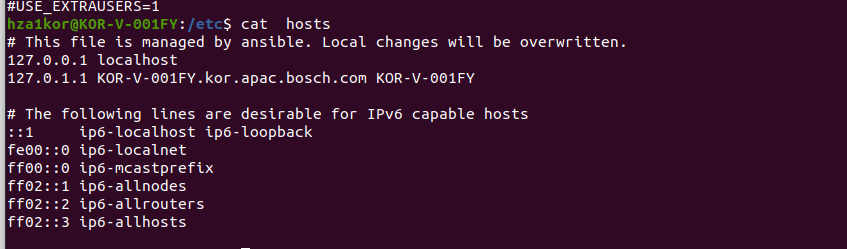 #USE_EXTRAUSERS=1
hza1kor@KOR-V-001FY:/etc$ cat  hosts
# This file is managed by ansible. Local changes will be overwritten.
127.0.0.1 localhost
127.0.1.1 KOR-V-001FY.kor.apac.bosch.com KOR-V-001FY

# The following lines are desirable for IPv6 capable hosts
::1     ip6-localhost ip6-loopback
fe00::0 ip6-localnet
ff00::0 ip6-mcastprefix
ff02::1 ip6-allnodes
ff02::2 ip6-allrouters
ff02::3 ip6-allhosts